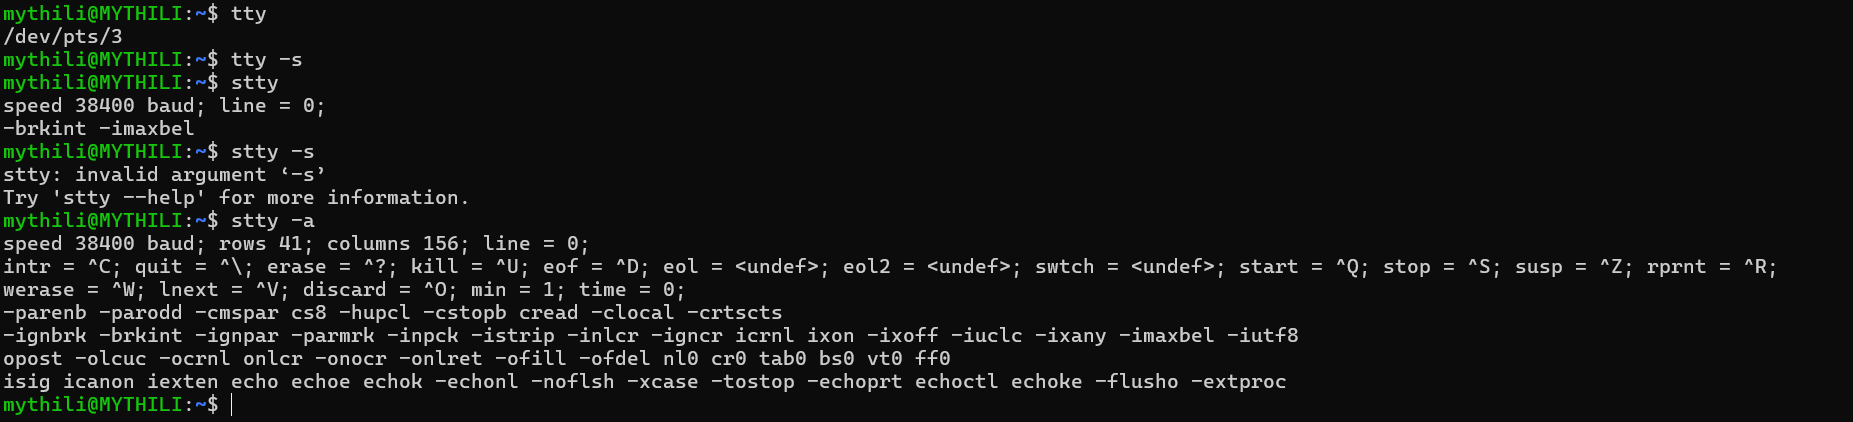 mythili@MYTHILI:~$ tty
/dev/pts/3
mythili@MYTHILI:~$ tty -s
mythili@MYTHILI:~$ stty
speed 38400 baud; line = 0;
-brkint -imaxbel
mythili@MYTHILI:~$ stty -s
stty: invalid argument ‘-s’
Try 'stty --help' for more information.
mythili@MYTHILI:~$ stty -a
speed 38400 baud; rows 41; columns 156; line = 0;
intr = ^C; quit = ^\; erase = ^?; kill = ^U; eof = ^D; eol = <undef>; eol2 = <undef>; swtch = <undef>; start = ^Q; stop = ^S; susp = ^Z; rprnt = ^R;
werase = ^W; lnext = ^V; discard = ^O; min = 1; time = 0;
-parenb -parodd -cmspar cs8 -hupcl -cstopb cread -clocal -crtscts
-ignbrk -brkint -ignpar -parmrk -inpck -istrip -inlcr -igncr icrnl ixon -ixoff -iuclc -ixany -imaxbel -iutf8
opost -olcuc -ocrnl onlcr -onocr -onlret -ofill -ofdel nl0 cr0 tab0 bs0 vt0 ff0
isig icanon iexten echo echoe echok -echonl -noflsh -xcase -tostop -echoprt echoctl echoke -flusho -extproc
mythili@MYTHILI:~$